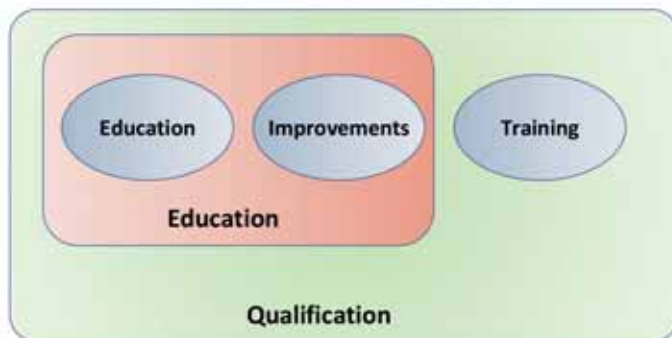 Education
Improvements
Training
Education
Qualification